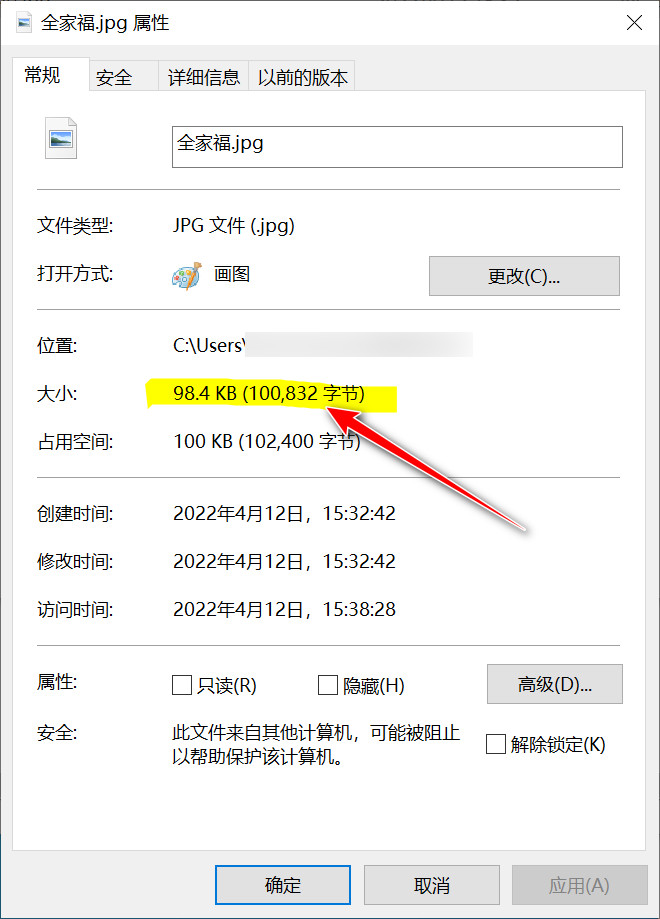 全家福.jpg 属性
常规 安全 详细信息 以前的版本
全家福.jpg
文件类型: JPG 文件 (.jpg)
打开方式: 画图 更改(C)...
位置: C:\Users\
大小: 98.4 KB (100,832 字节)
占用空间: 100 KB (102,400 字节)
创建时间: 2022年4月12日，15:32:42
修改时间: 2022年4月12日，15:32:42
访问时间: 2022年4月12日，15:38:28
属性: 只读(R) 隐藏(H) 高级(D)...
安全: 此文件来自其他计算机，可能被阻止
以帮助保护该计算机。 解除锁定(K)
确定 取消 应用(A)